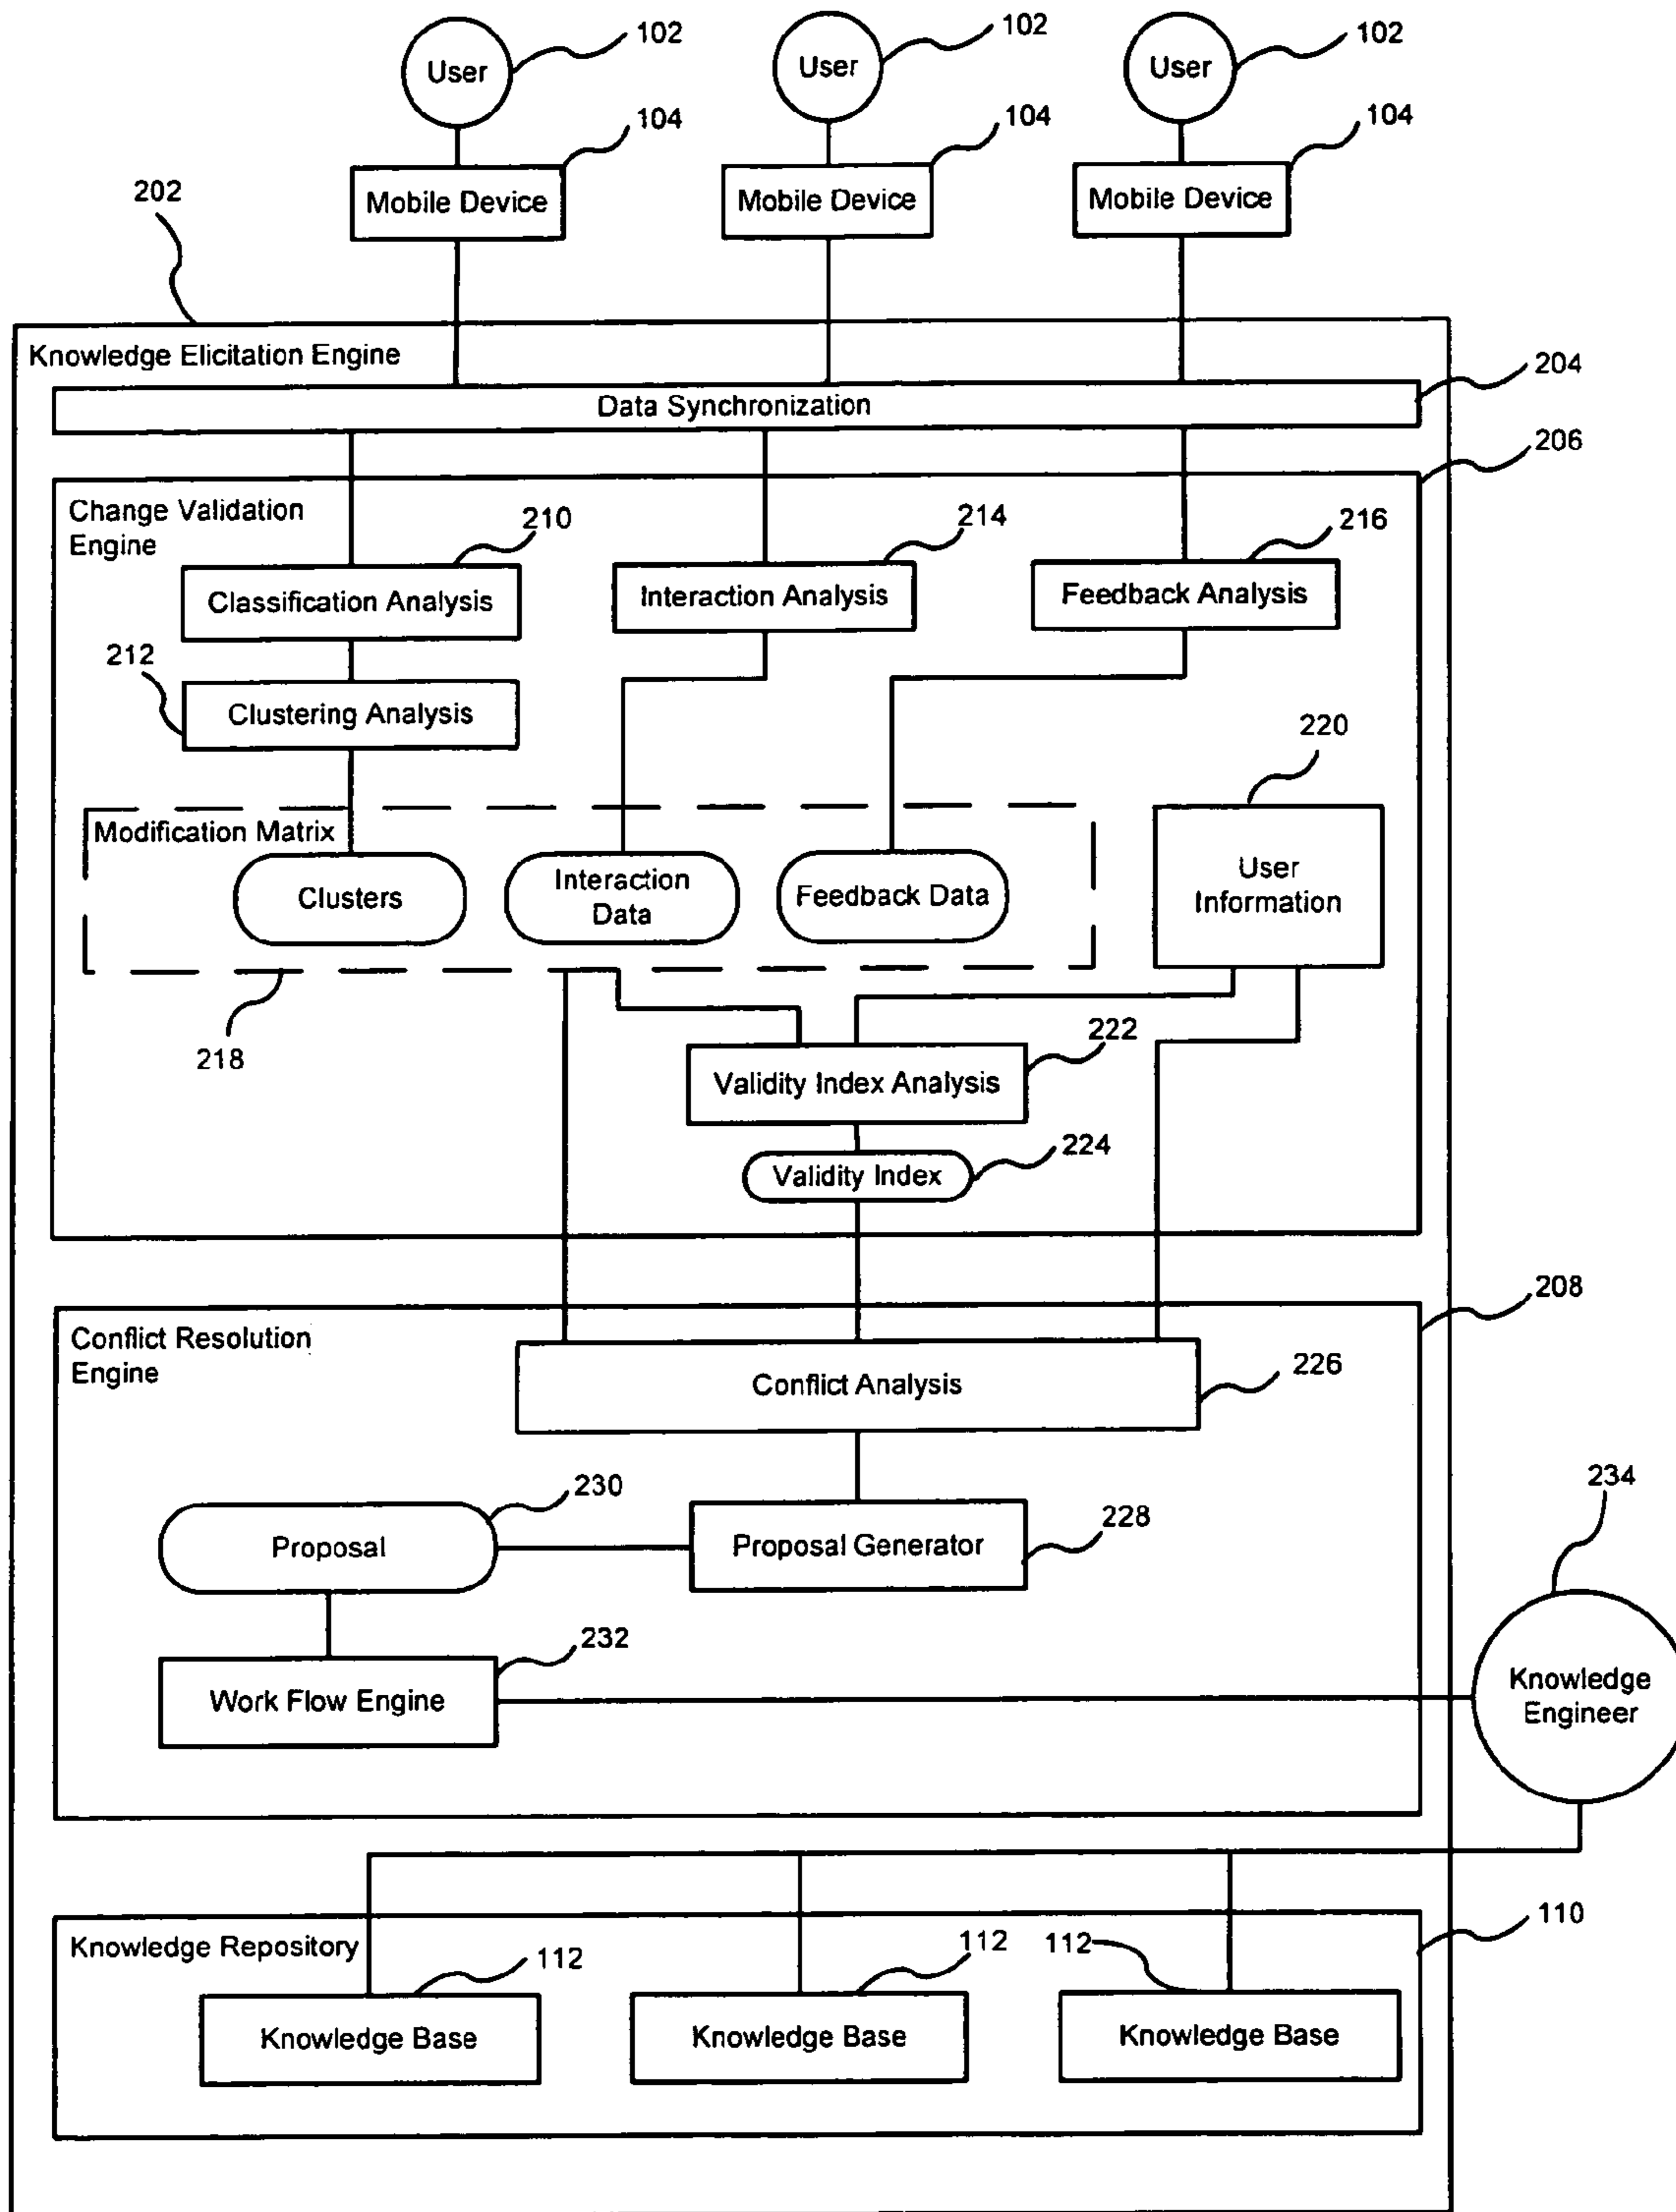 User
102
User
102
User
102
104
104
104
Mobile Device
Mobile Device
Mobile Device
202
Knowledge Elicitation Engine
204
Data Synchronization
206
Change Validation
Engine
210
214
216
Classification Analysis
Interaction Analysis
Feedback Analysis
212
Clustering Analysis
220
Modification Matrix
Clusters
Interaction
Data
Feedback Data
User
Information
218
222
Validity Index Analysis
224
Validity Index
208
Conflict Resolution
Engine
226
Conflict Analysis
230
228
234
Proposal
Proposal Generator
232
Work Flow Engine
Knowledge
Engineer
110
Knowledge Repository
112
112
112
Knowledge Base
Knowledge Base
Knowledge Base